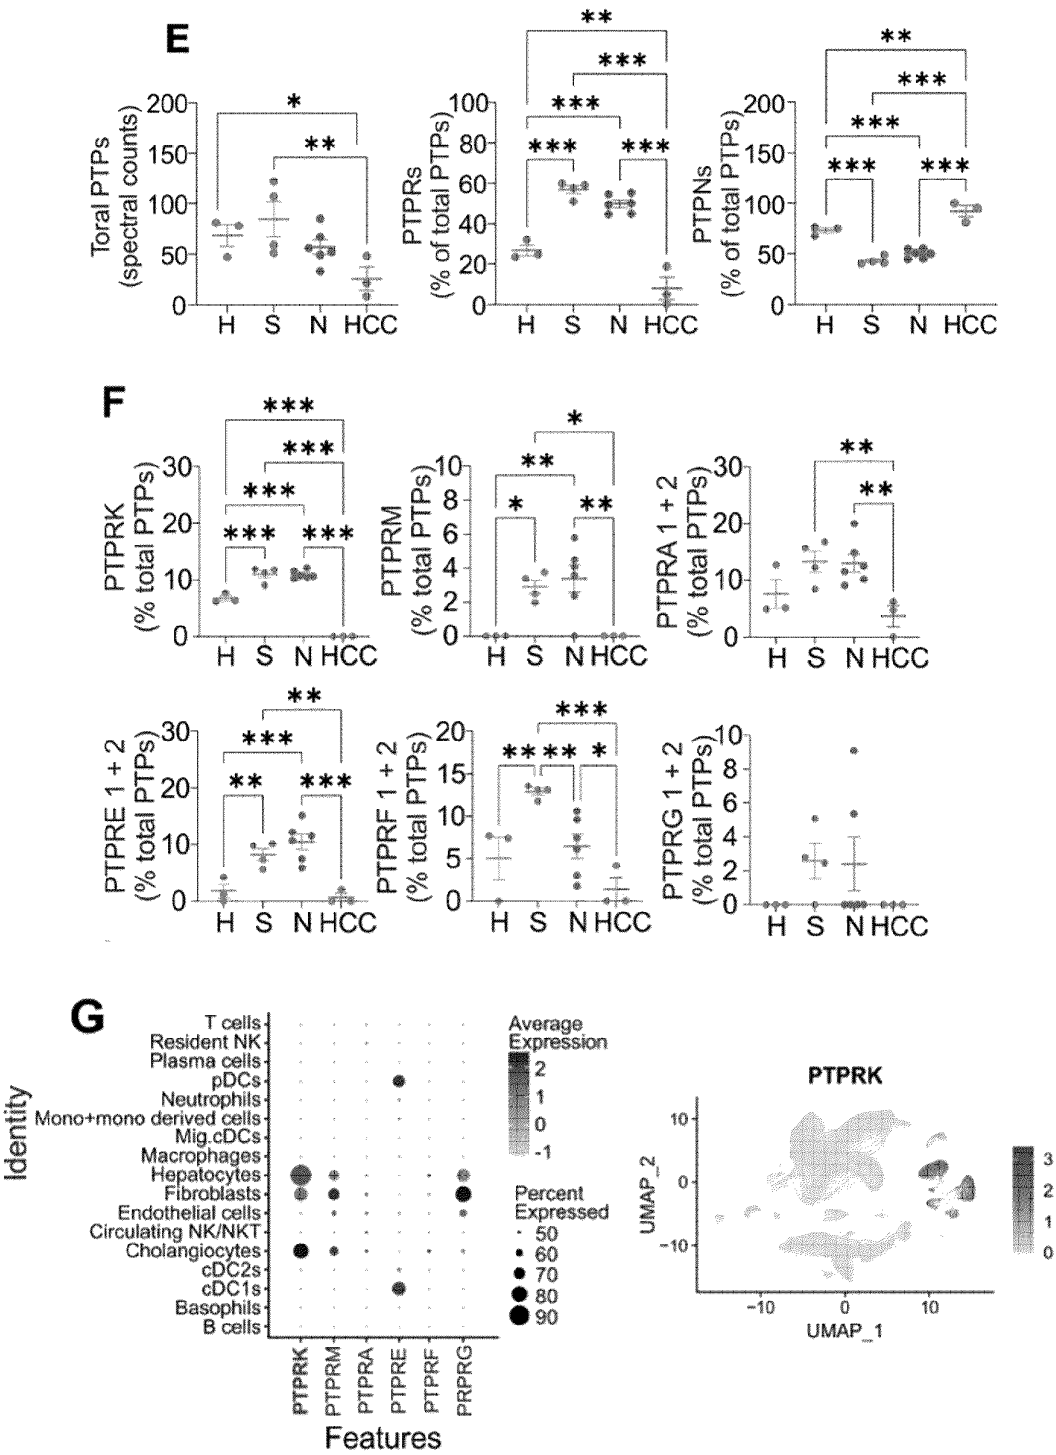 E
Toral PTPs
(spectral counts)
200
150
100
50
0
*
**
H S N HCC
PTPRs
(% of total PTPs)
100
80
60
40
20
0
**
***
***
*** ***
H S N HCC
PTPNs
(% of total PTPs)
200
150
100
50
0
**
***
***
*** ***
H S N HCC
F
PTPRK
(% total PTPs)
30
20
10
0
***
***
***
*** ***
H S N HCC
PTPRM
(% total PTPs)
10
8
6
4
2
0
*
**
* **
H S N HCC
PTPRA 1 + 2
(% total PTPs)
30
20
10
0
**
**
H S N HCC
PTPRE 1 + 2
(% total PTPs)
30
20
10
0
**
***
** ***
H S N HCC
PTPRF 1 + 2
(% total PTPs)
20
15
10
5
0
***
** ** *
H S N HCC
PTPRG 1 + 2
(% total PTPs)
10
8
6
4
2
0
H S N HCC
G
Identity
T cells
Resident NK
Plasma cells
pDCs
Neutrophils
Mono+mono derived cells
Mig.cDCs
Macrophages
Hepatocytes
Fibroblasts
Endothelial cells
Circulating NK/NKT
Cholangiocytes
cDC2s
cDC1s
Basophils
B cells
PTPRK
PTPRM
PTPRA
PTPRE
PTPRF
PRPRG
Features
Average
Expression
2
1
0
-1
Percent
Expressed
50
60
70
80
90
PTPRK
UMAP_2
10
0
−10
−10 0 10
UMAP_1
3
2
1
0